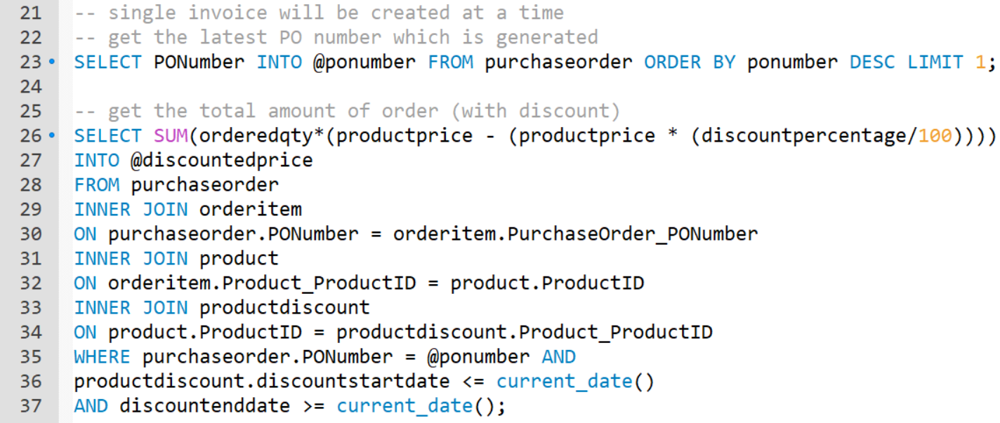 21 -- single invoice will be created at a time
22 -- get the latest PO number which is generated
23 SELECT PONumber INTO @ponumber FROM purchaseorder ORDER BY ponumber DESC LIMIT 1;
24
25 -- get the total amount of order (with discount)
26 SELECT SUM(orderedqty*(productprice - (productprice * (discountpercentage/100))))
27 INTO @discountedprice
28 FROM purchaseorder
29 INNER JOIN orderitem
30 ON purchaseorder.PONumber = orderitem.PurchaseOrder_PONumber
31 INNER JOIN product
32 ON orderitem.Product_ProductID = product.ProductID
33 INNER JOIN productdiscount
34 ON product.ProductID = productdiscount.Product_ProductID
35 WHERE purchaseorder.PONumber = @ponumber AND
36 productdiscount.discountstartdate <= current_date()
37 AND discountenddate >= current_date();